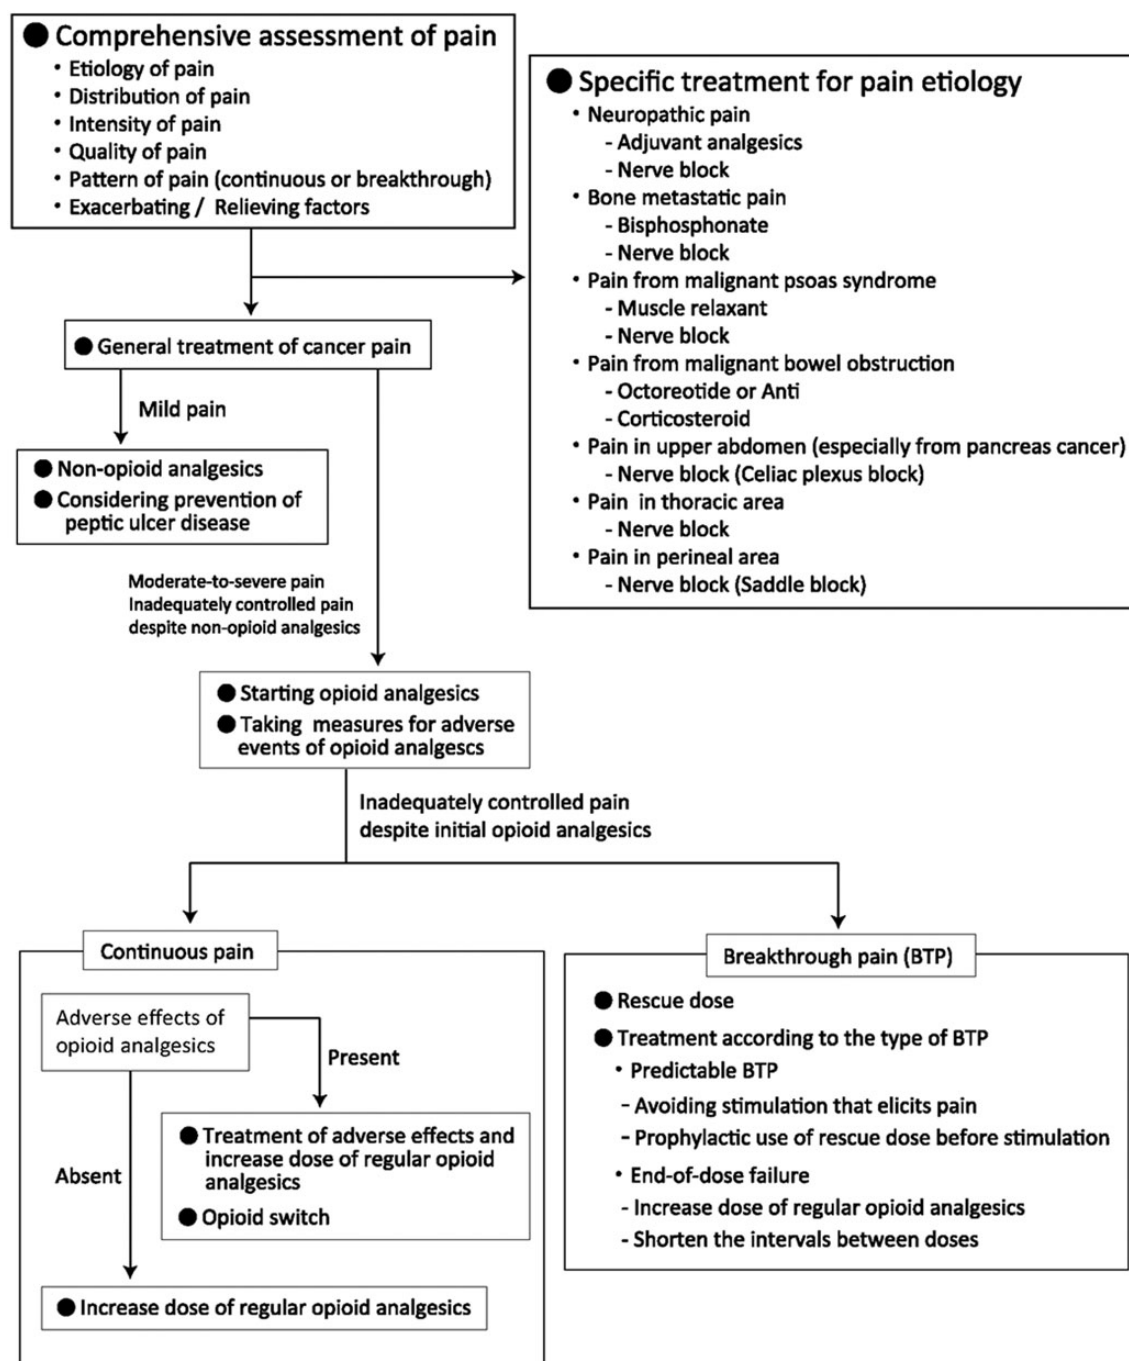 ● Comprehensive assessment of pain
• Etiology of pain
• Distribution of pain
• Intensity of pain
• Quality of pain
• Pattern of pain (continuous or breakthrough)
• Exacerbating / Relieving factors
● Specific treatment for pain etiology
• Neuropathic pain
- Adjuvant analgesics
- Nerve block
• Bone metastatic pain
- Bisphosphonate
- Nerve block
• Pain from malignant psoas syndrome
- Muscle relaxant
- Nerve block
• Pain from malignant bowel obstruction
- Octoreotide or Anti
- Corticosteroid
• Pain in upper abdomen (especially from pancreas cancer)
- Nerve block (Celiac plexus block)
• Pain in thoracic area
- Nerve block
• Pain in perineal area
- Nerve block (Saddle block)
● General treatment of cancer pain
Mild pain
● Non-opioid analgesics
● Considering prevention of
peptic ulcer disease
Moderate-to-severe pain
Inadequately controlled pain
despite non-opioid analgesics
● Starting opioid analgesics
● Taking measures for adverse
events of opioid analgescs
Inadequately controlled pain
despite initial opioid analgesics
Continuous pain
Adverse effects of
opioid analgesics
Present
● Treatment of adverse effects and
increase dose of regular opioid
analgesics
● Opioid switch
Absent
● Increase dose of regular opioid analgesics
Breakthrough pain (BTP)
● Rescue dose
● Treatment according to the type of BTP
• Predictable BTP
- Avoiding stimulation that elicits pain
- Prophylactic use of rescue dose before stimulation
• End-of-dose failure
- Increase dose of regular opioid analgesics
- Shorten the intervals between doses